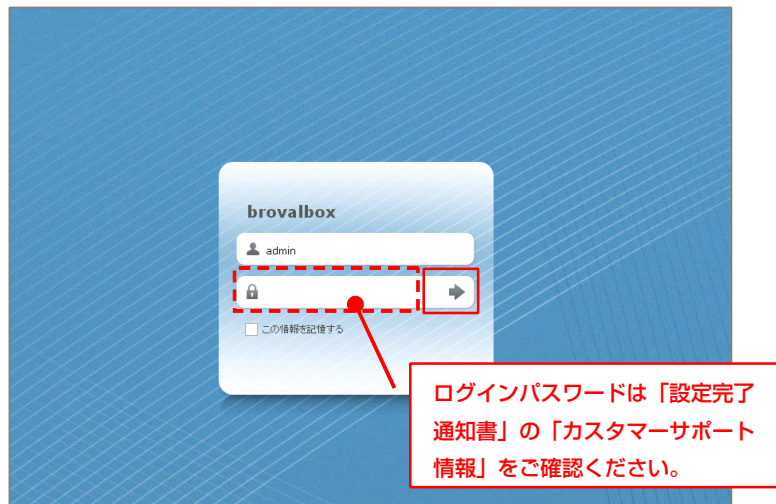 brovalbox
admin
この情報を記憶する
ログインパスワードは「設定完了
通知書」の「カスタマーサポート
情報」をご確認ください。